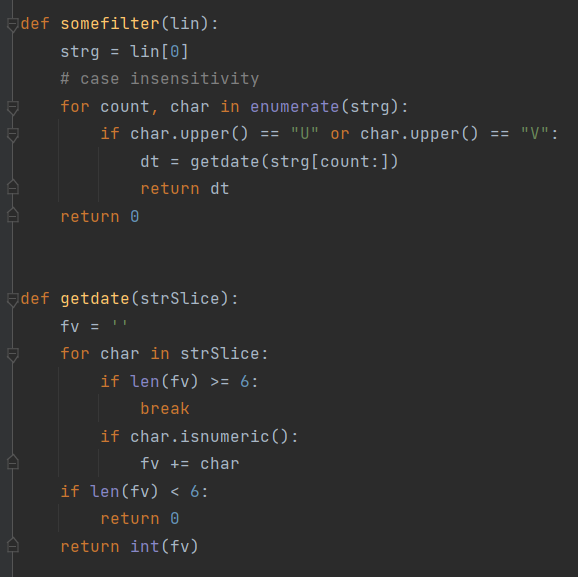 def somefilter(lin):
    strg = lin[0]
    # case insensitivity
    for count, char in enumerate(strg):
        if char.upper() == "U" or char.upper() == "V":
            dt = getdate(strg[count:])
            return dt
    return 0
def getdate(strSlice):
    fv = ''
    for char in strSlice:
        if len(fv) >= 6:
            break
        if char.isnumeric():
            fv += char
    if len(fv) < 6:
        return 0
    return int(fv)